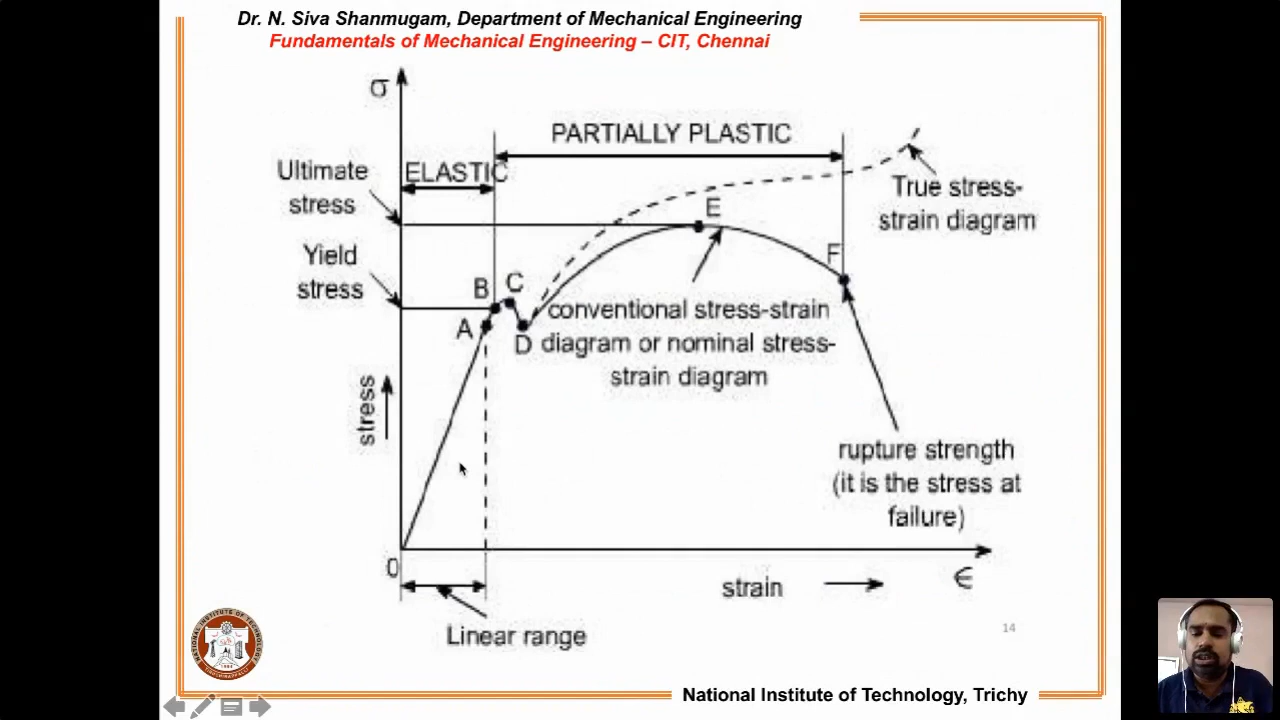 Dr. N. Siva Shanmugam, Department of Mechanical Engineering
Fundamentals of Mechanical Engineering – CIT, Chennai
σ
PARTIALLY PLASTIC
ELASTIC
Ultimate
stress
True stress-
strain diagram
E
Yield
stress
F
B
C
A
D
conventional stress-strain
diagram or nominal stress-
strain diagram
stress
rupture strength
(it is the stress at
failure)
0
strain
ϵ
Linear range
14
National Institute of Technology, Trichy